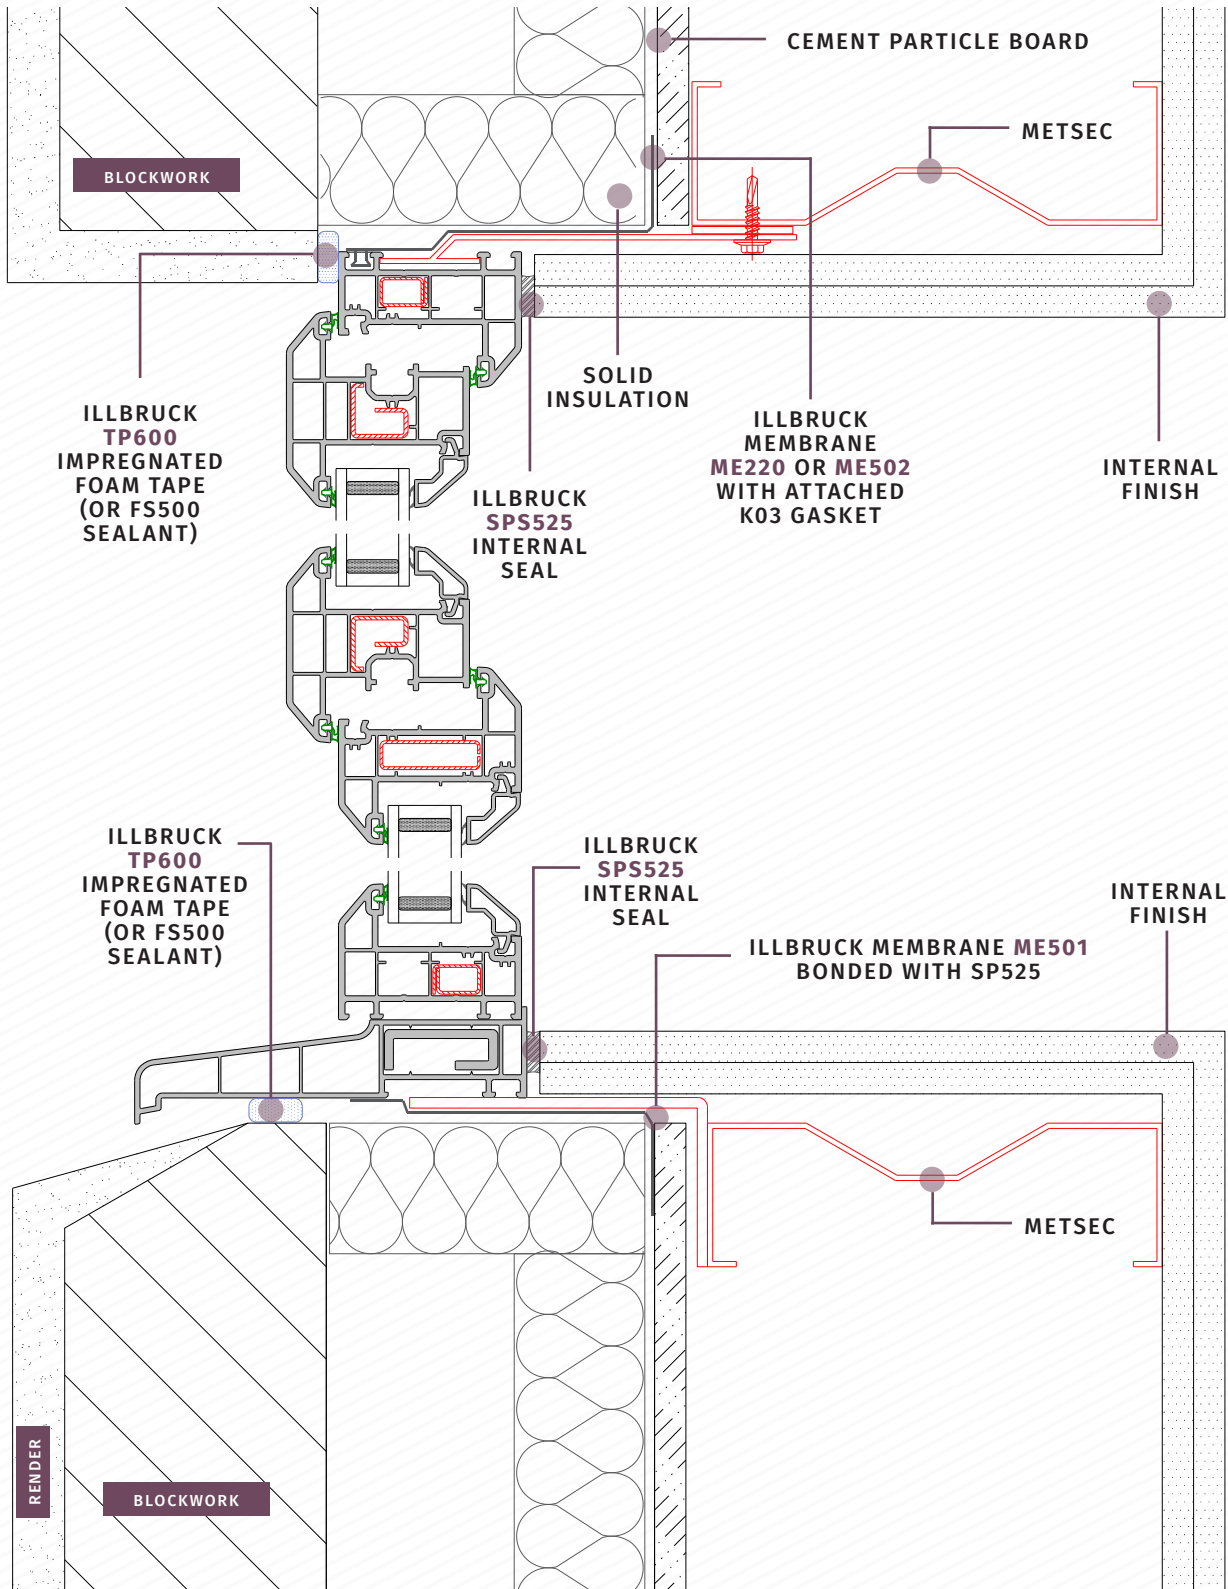 CEMENT PARTICLE BOARD
METSEC
BLOCKWORK
SOLID
INSULATION
ILLBRUCK
TP600
IMPREGNATED
FOAM TAPE
(OR FS500
SEALANT)
ILLBRUCK
MEMBRANE
ME220 OR ME502
WITH ATTACHED
K03 GASKET
INTERNAL
FINISH
ILLBRUCK
SPS525
INTERNAL
SEAL
ILLBRUCK
TP600
IMPREGNATED
FOAM TAPE
(OR FS500
SEALANT)
ILLBRUCK
SPS525
INTERNAL
SEAL
INTERNAL
FINISH
ILLBRUCK MEMBRANE ME501
BONDED WITH SP525
METSEC
RENDER
BLOCKWORK